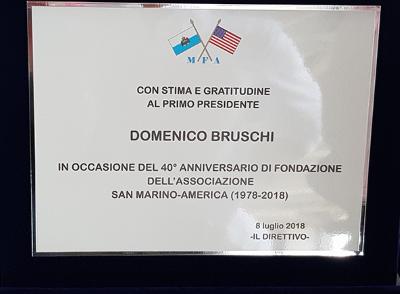 M F A
CON STIMA E GRATITUDINE
AL PRIMO PRESIDENTE
DOMENICO BRUSCHI
IN OCCASIONE DEL 40° ANNIVERSARIO DI FONDAZIONE
DELL'ASSOCIAZIONE
SAN MARINO-AMERICA (1978-2018)
8 luglio 2018
-IL DIRETTIVO-